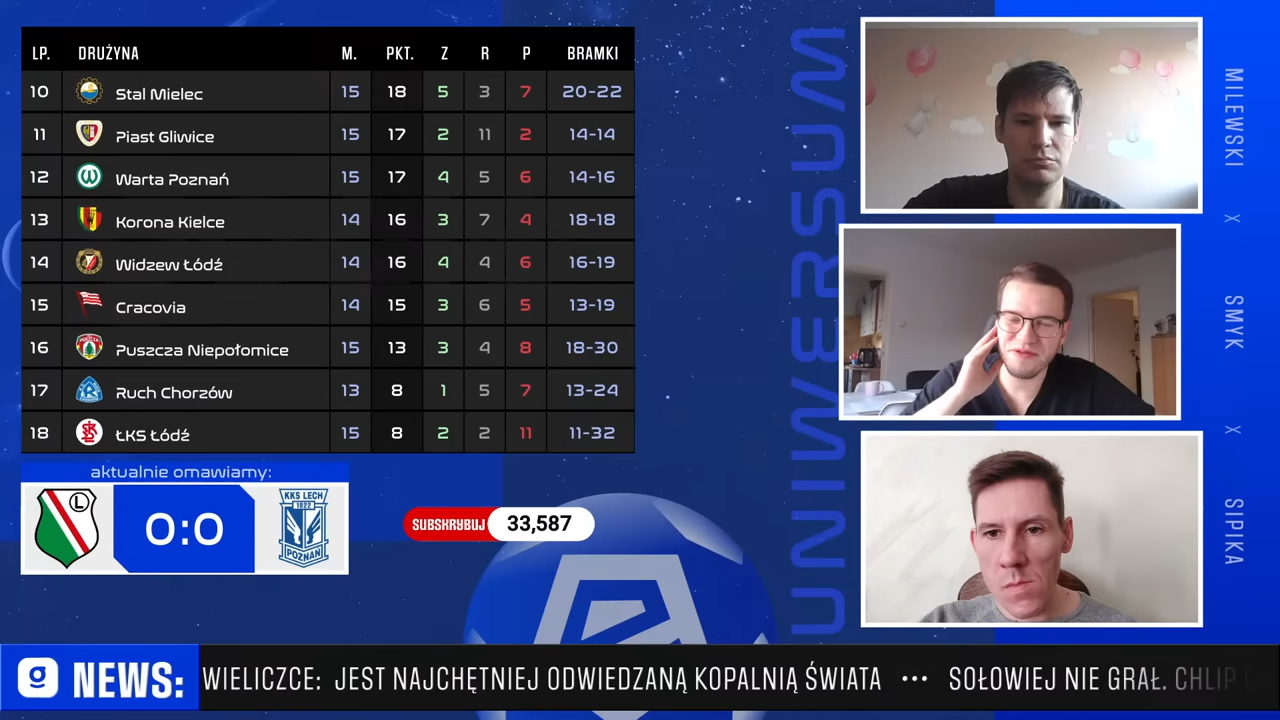 LP. DRUŻYNA M. PKT. Z R P BRAMKI
10 Stal Mielec 15 18 5 3 7 20-22
11 Piast Gliwice 15 17 2 11 2 14-14
12 Warta Poznań 15 17 4 5 6 14-16
13 Korona Kielce 14 16 3 7 4 18-18
14 Widzew Łódź 14 16 4 4 6 16-19
15 Cracovia 14 15 3 6 5 13-19
16 Puszcza Niepołomice 15 13 3 4 8 18-30
17 Ruch Chorzów 13 8 1 5 7 13-24
18 ŁKS Łódź 15 8 2 2 11 11-32
aktualnie omawiamy:
L
0:0
KKS LECH
1922
POZNAŃ
SUBSKRYBUJ 33,587
UNIWERSUM
MILEWSKI X SMYK X SIPIKA
g NEWS: WIELICZCE: JEST NAJCHĘTNIEJ ODWIEDZANĄ KOPALNIĄ ŚWIATA ••• SOŁOWIEJ NIE GRAŁ. CHLIP